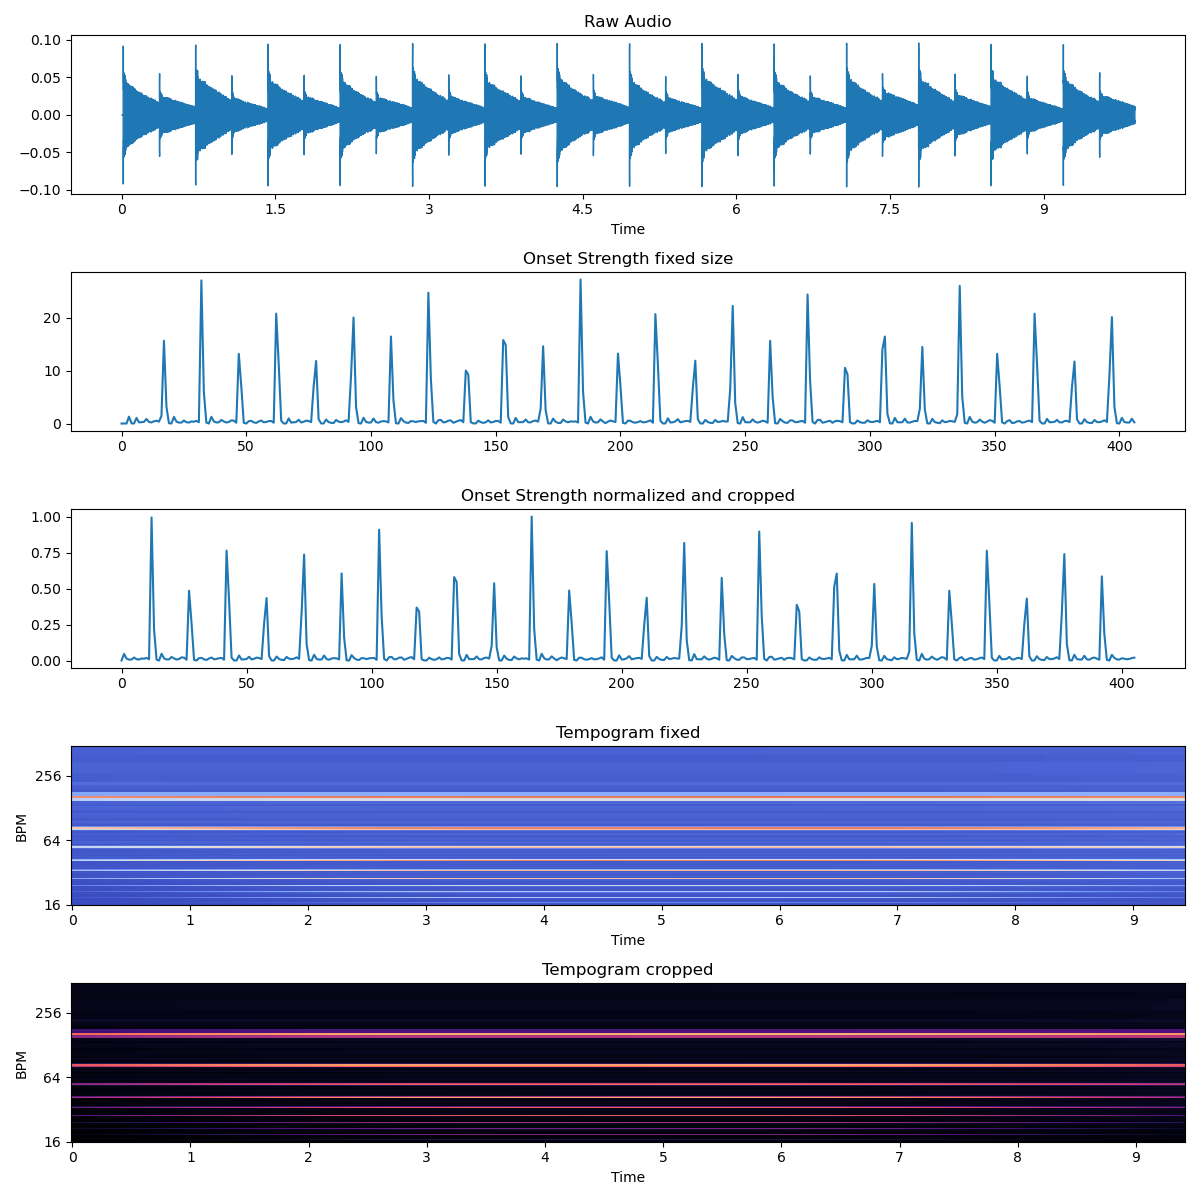 Raw Audio
0.10
0.05
0.00
−0.05
−0.10
0 1.5 3 4.5 6 7.5 9
Time
Onset Strength fixed size
20
10
0
0 50 100 150 200 250 300 350 400
Onset Strength normalized and cropped
1.00
0.75
0.50
0.25
0.00
0 50 100 150 200 250 300 350 400
Tempogram fixed
256
64
16
BPM
0 1 2 3 4 5 6 7 8 9
Time
Tempogram cropped
256
64
16
BPM
0 1 2 3 4 5 6 7 8 9
Time